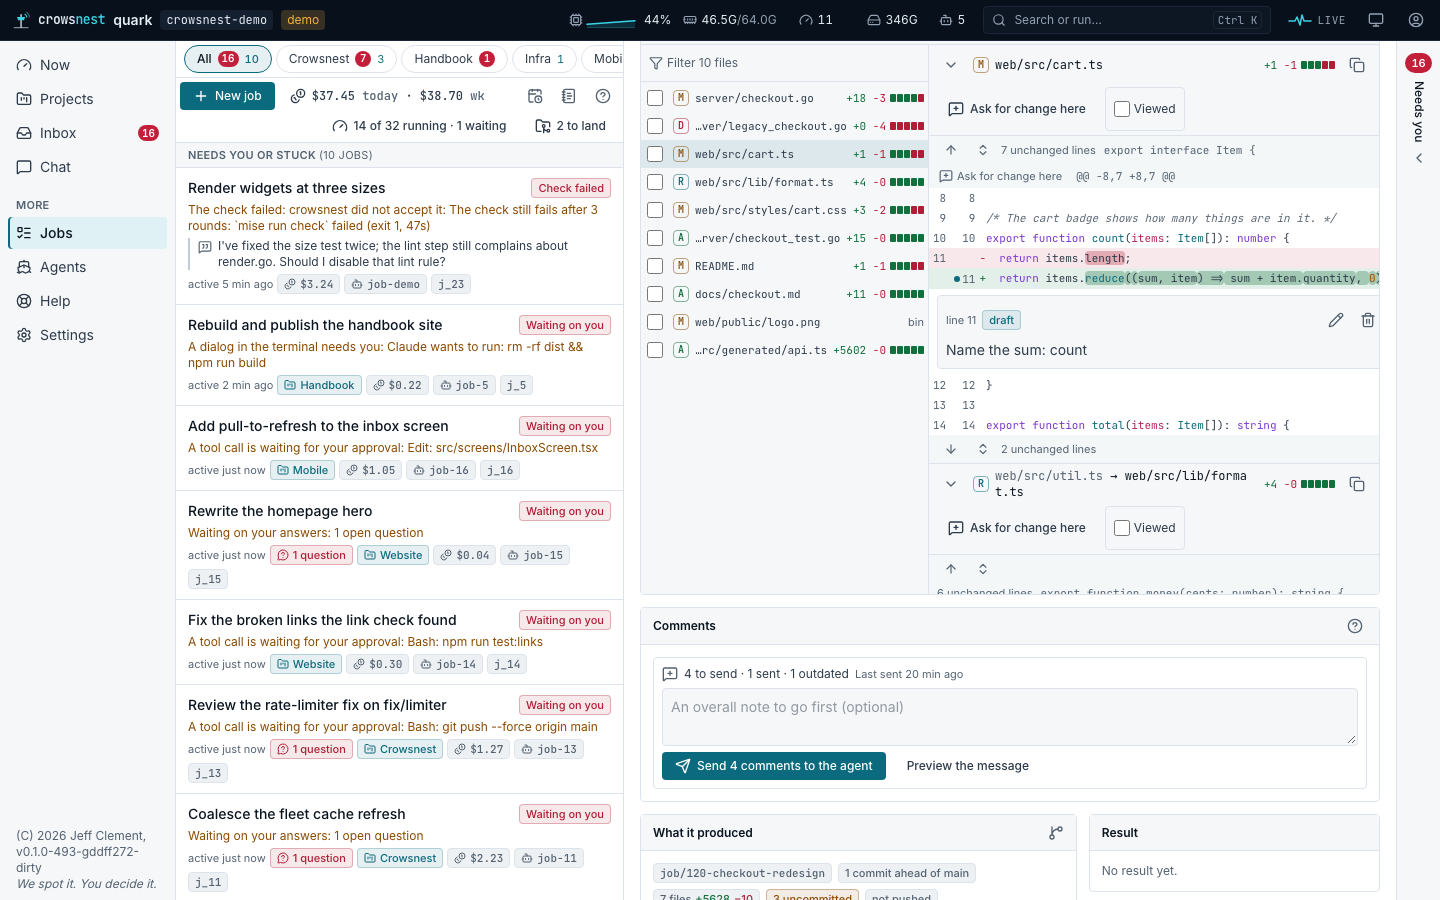 crowsnest quark crowsnest-demo demo 44% 46.5G/64.0G 11 346G 5 Search or run... Ctrl K LIVE
Now
Projects
Inbox 16
Chat
MORE
Jobs
Agents
Help
Settings
(C) 2026 Jeff Clement,
v0.1.0-493-gddff272-
dirty
We spot it. You decide it.
All 16 10 Crowsnest 7 3 Handbook 1 Infra 1 Mobi
New job $37.45 today · $38.70 wk
14 of 32 running · 1 waiting 2 to land
NEEDS YOU OR STUCK (10 JOBS)
Render widgets at three sizes Check failed
The check failed: crowsnest did not accept it: The check still fails after 3
rounds: `mise run check` failed (exit 1, 47s)
I've fixed the size test twice; the lint step still complains about
render.go. Should I disable that lint rule?
active 5 min ago $3.24 job-demo j_23
Rebuild and publish the handbook site Waiting on you
A dialog in the terminal needs you: Claude wants to run: rm -rf dist &&
npm run build
active 2 min ago Handbook $0.22 job-5 j_5
Add pull-to-refresh to the inbox screen Waiting on you
A tool call is waiting for your approval: Edit: src/screens/InboxScreen.tsx
active just now Mobile $1.05 job-16 j_16
Rewrite the homepage hero Waiting on you
Waiting on your answers: 1 open question
active just now 1 question Website $0.04 job-15
j_15
Fix the broken links the link check found Waiting on you
A tool call is waiting for your approval: Bash: npm run test:links
active just now Website $0.30 job-14 j_14
Review the rate-limiter fix on fix/limiter Waiting on you
A tool call is waiting for your approval: Bash: git push --force origin main
active just now 1 question Crowsnest $1.27 job-13
j_13
Coalesce the fleet cache refresh Waiting on you
Waiting on your answers: 1 open question
active just now 1 question Crowsnest $2.23 job-11
j_11
Filter 10 files
M server/checkout.go +18 -3
D …ver/legacy_checkout.go +0 -4
M web/src/cart.ts +1 -1
R web/src/lib/format.ts +4 -0
M web/src/styles/cart.css +3 -2
A …rver/checkout_test.go +15 -0
M README.md +1 -1
A docs/checkout.md +11 -0
M web/public/logo.png bin
A …rc/generated/api.ts +5602 -0
M web/src/cart.ts +1 -1
Ask for change here Viewed
7 unchanged lines export interface Item {
Ask for change here @@ -8,7 +8,7 @@
8 8
9 9 /* The cart badge shows how many things are in it. */
10 10 export function count(items: Item[]): number {
11 - return items.length;
11 + return items.reduce((sum, item) => sum + item.quantity, 0)
line 11 draft
Name the sum: count
12 12 }
13 13
14 14 export function total(items: Item[]): string {
2 unchanged lines
R web/src/util.ts → web/src/lib/forma
t.ts +4 -0
Ask for change here Viewed
6 unchanged lines export function money(cents: number): string {
Comments
4 to send · 1 sent · 1 outdated Last sent 20 min ago
An overall note to go first (optional)
Send 4 comments to the agent Preview the message
What it produced
job/120-checkout-redesign 1 commit ahead of main
7 files +5628 −10 3 uncommitted not pushed
Result
No result yet.
16
Needs you